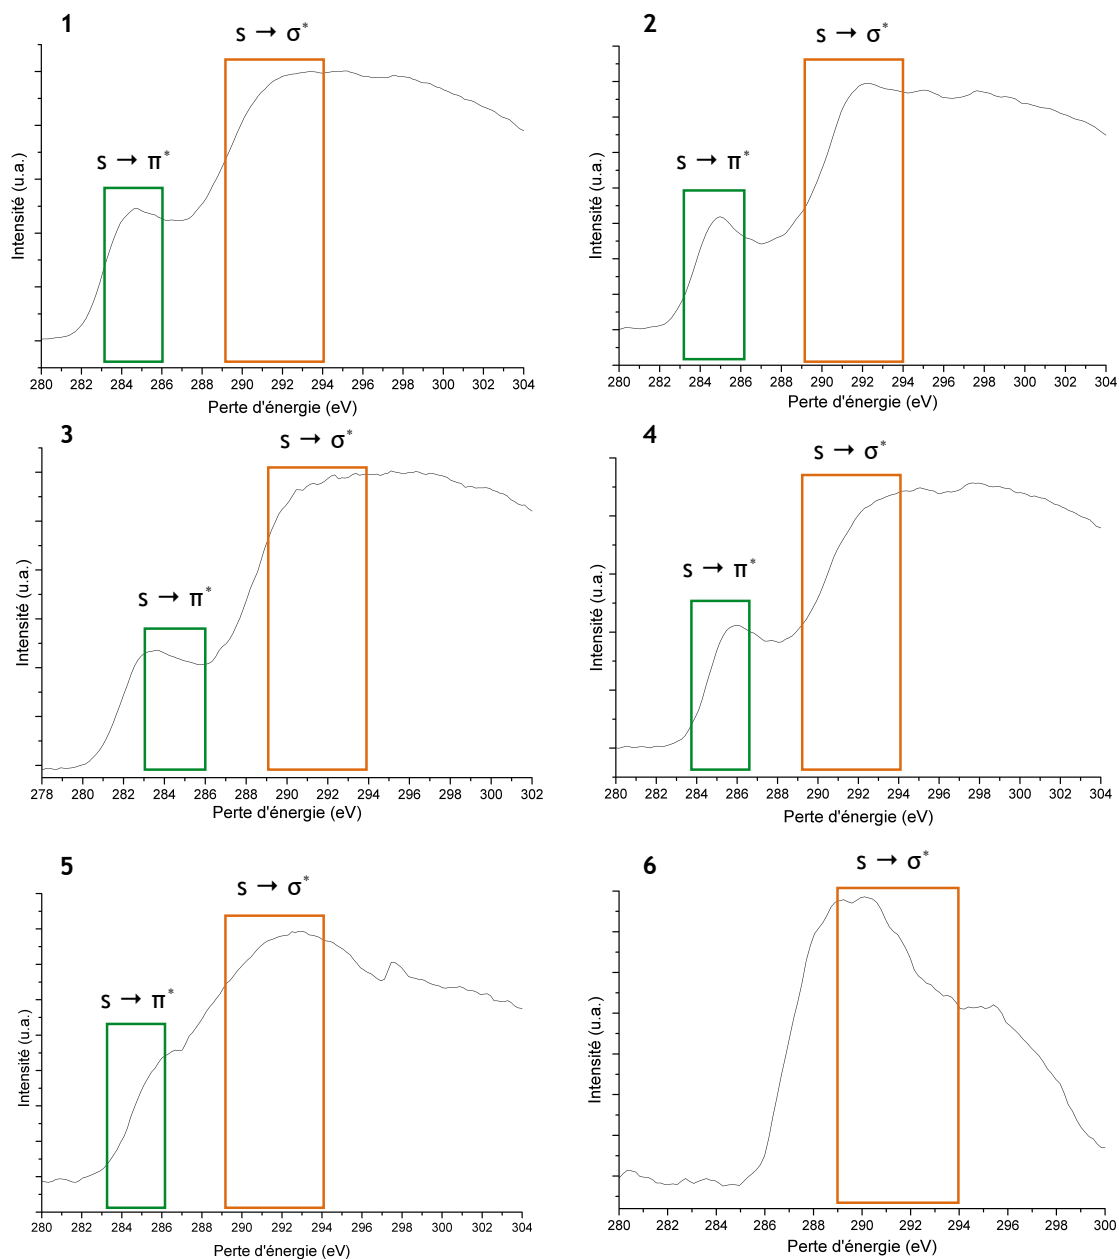 1
s → σ*
s → π*
Intensité (u.a.)
280 282 284 286 288 290 292 294 296 298 300 302 304
Perte d'énergie (eV)
2
s → σ*
s → π*
Intensité (u.a.)
280 282 284 286 288 290 292 294 296 298 300 302 304
Perte d'énergie (eV)
3
s → σ*
s → π*
Intensité (u.a.)
278 280 282 284 286 288 290 292 294 296 298 300 302
Perte d'énergie (eV)
4
s → σ*
s → π*
Intensité (u.a.)
280 282 284 286 288 290 292 294 296 298 300 302 304
Perte d'énergie (eV)
5
s → σ*
s → π*
Intensité (u.a.)
280 282 284 286 288 290 292 294 296 298 300 302 304
Perte d'énergie (eV)
6
s → σ*
Intensité (u.a.)
280 282 284 286 288 290 292 294 296 298 300
Perte d'énergie (eV)